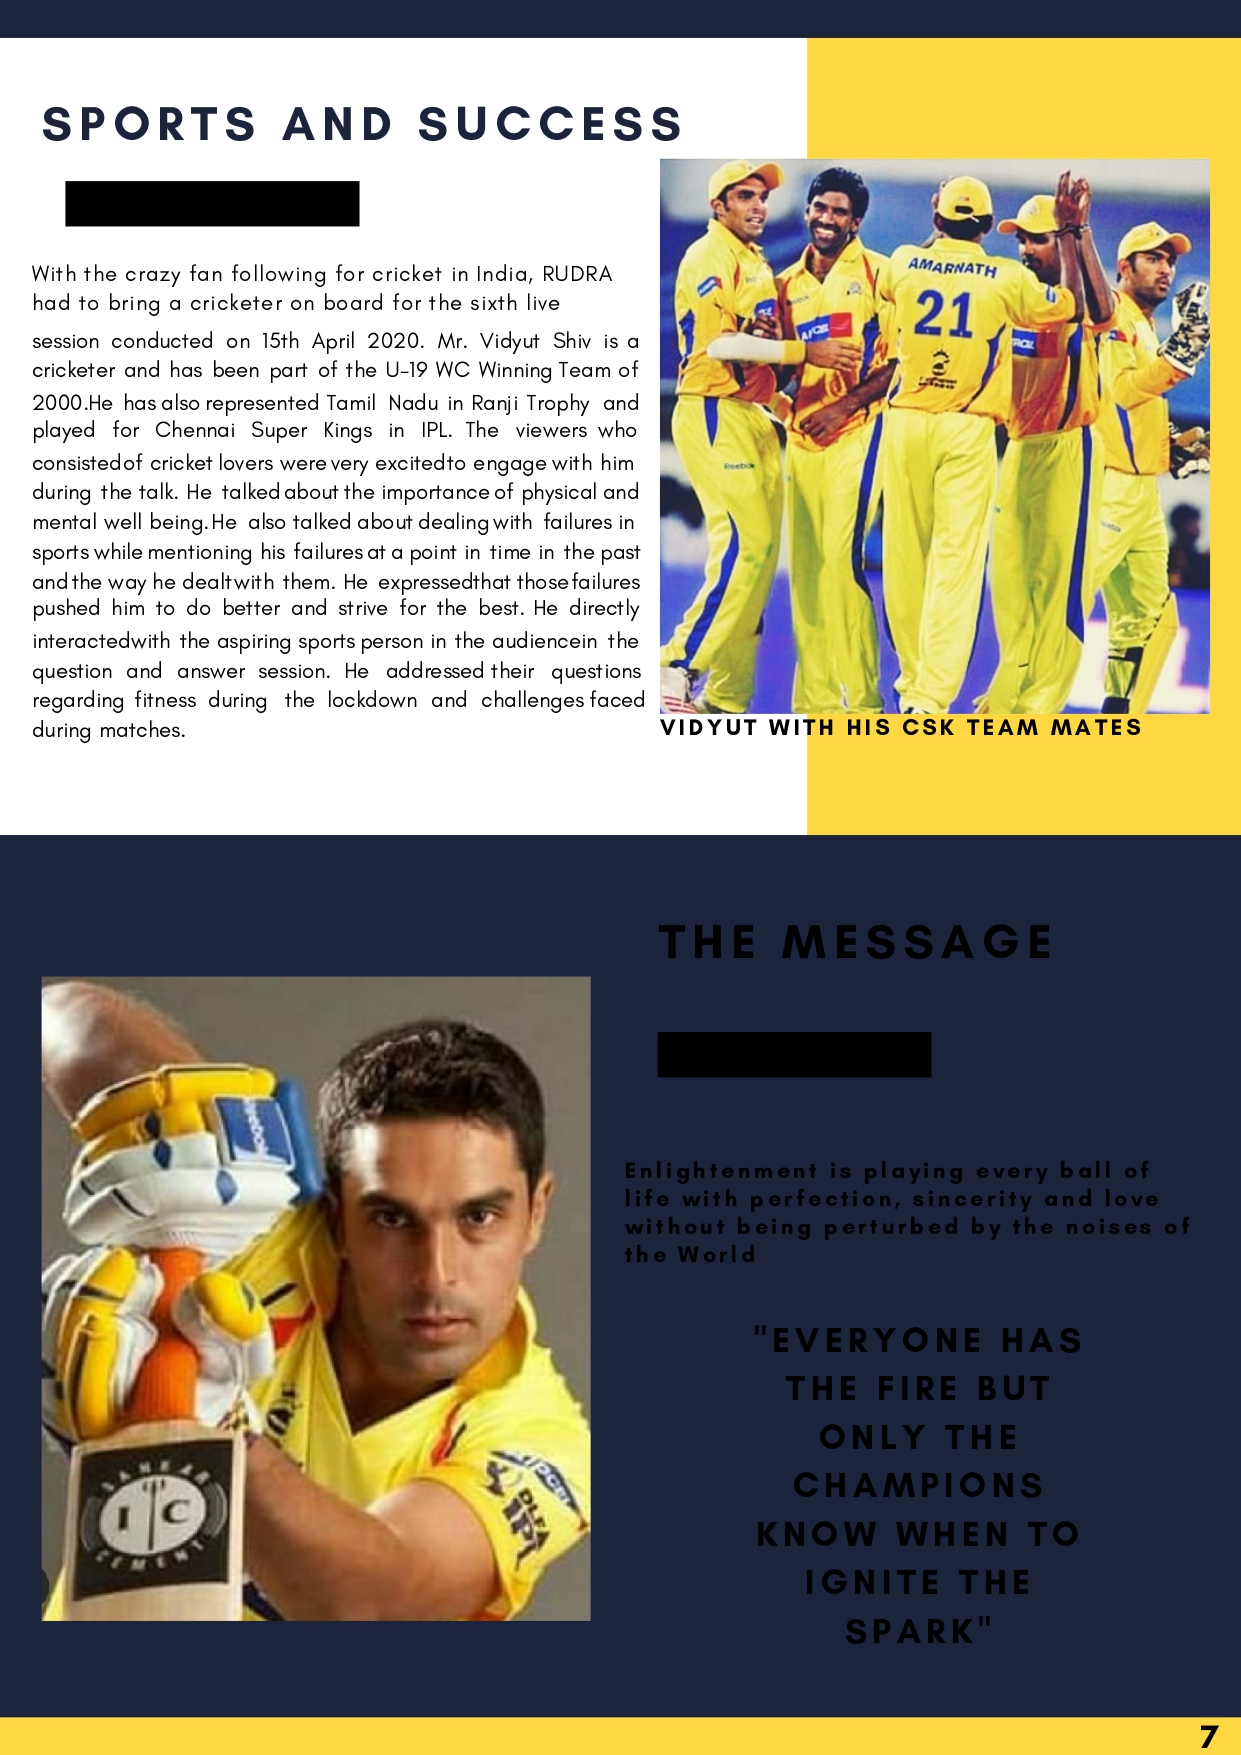 SPORTS AND SUCCESS
With the crazy fan following for cricket in India, RUDRA
had to bring a cricketer on board for the sixth live
session conducted on 15th April 2020. Mr. Vidyut Shiv is a
cricketer and has been part of the U-19 WC Winning Team of
2000.He has also represented Tamil Nadu in Ranji Trophy and
played for Chennai Super Kings in IPL. The viewers who
consistedof cricket lovers were very excitedto engage with him
during the talk. He talked about the importance of physical and
mental well being.He also talked about dealing with failures in
sports while mentioning his failures at a point in time in the past
and the way he dealtwith them. He expressedthat those failures
pushed him to do better and strive for the best. He directly
interactedwith the aspiring sports person in the audiencein the
question and answer session. He addressed their questions
regarding fitness during the lockdown and challenges faced
during matches.
AMARNATH
21
AIRCEL
Reebok
VIDYUT WITH HIS CSK TEAM MATES
THE MESSAGE
Enlightenment is playing every ball of
life with perfection, sincerity and love
without being perturbed by the noises of
the World
"EVERYONE HAS
THE FIRE BUT
ONLY THE
CHAMPIONS
KNOW WHEN TO
IGNITE THE
SPARK"
Reebok
DLF
IPL
SANKAR
I C
CEMENT
7